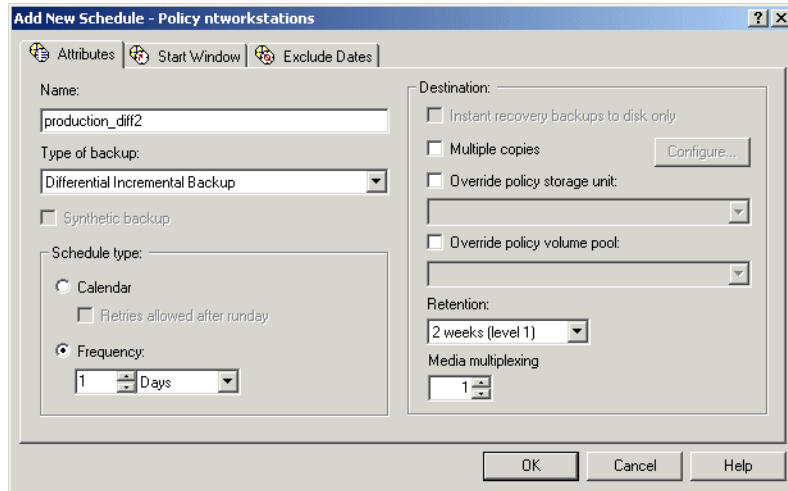 Add New Schedule - Policy ntworkstations
Attributes
Start Window
Exclude Dates
Name:
production_diff2
Type of backup:
Differential Incremental Backup
Synthetic backup
Schedule type:
Calendar
Retries allowed after runday
Frequency:
1 Days
Destination:
Instant recovery backups to disk only
Multiple copies
Configure...
Override policy storage unit:
Override policy volume pool:
Retention:
2 weeks (level 1)
Media multiplexing
1
OK
Cancel
Help